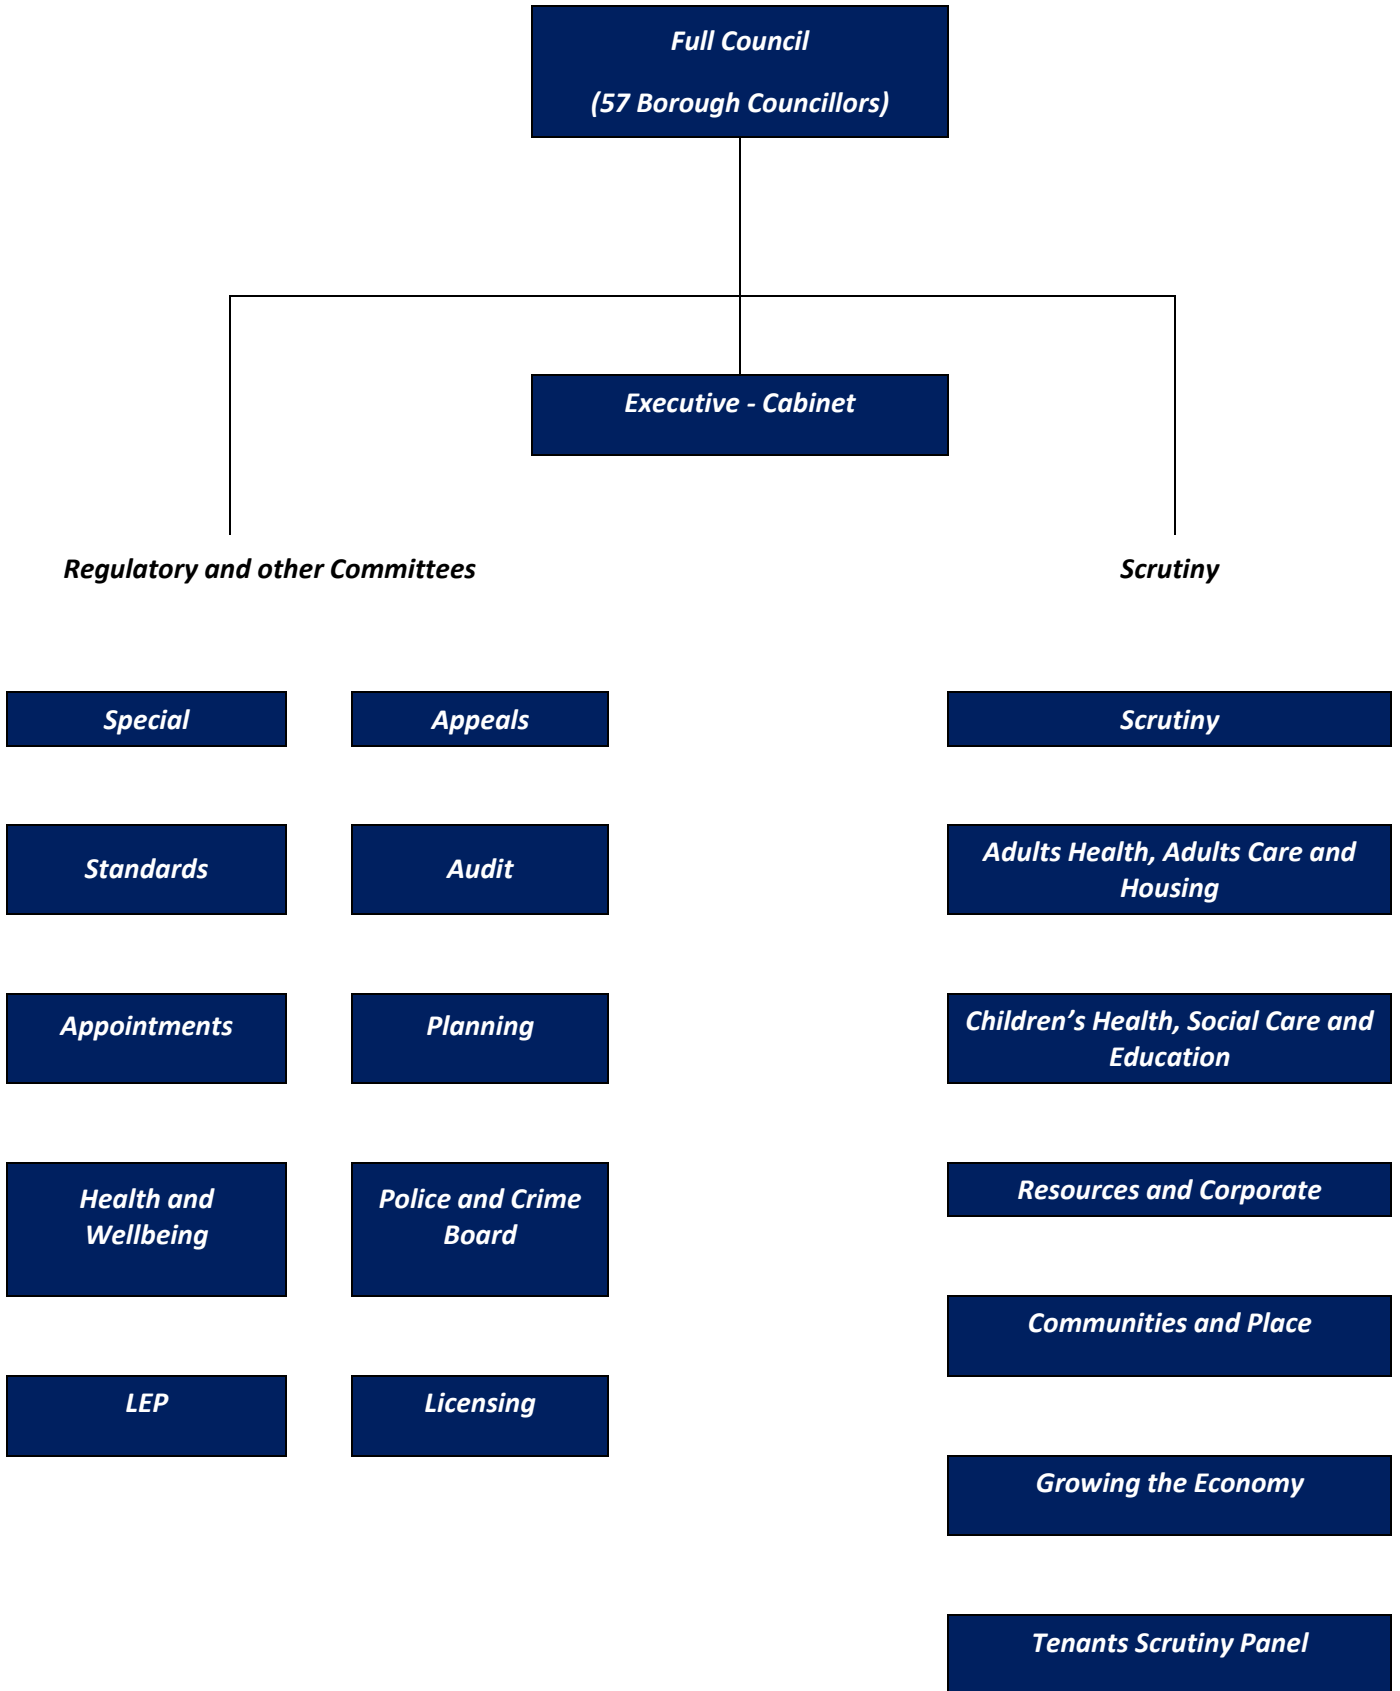 Full Council
(57 Borough Councillors)
Executive - Cabinet
Regulatory and other Committees
Scrutiny
Special
Appeals
Scrutiny
Standards
Audit
Adults Health, Adults Care and
Housing
Appointments
Planning
Children’s Health, Social Care and
Education
Health and
Wellbeing
Police and Crime
Board
Resources and Corporate
Communities and Place
LEP
Licensing
Growing the Economy
Tenants Scrutiny Panel